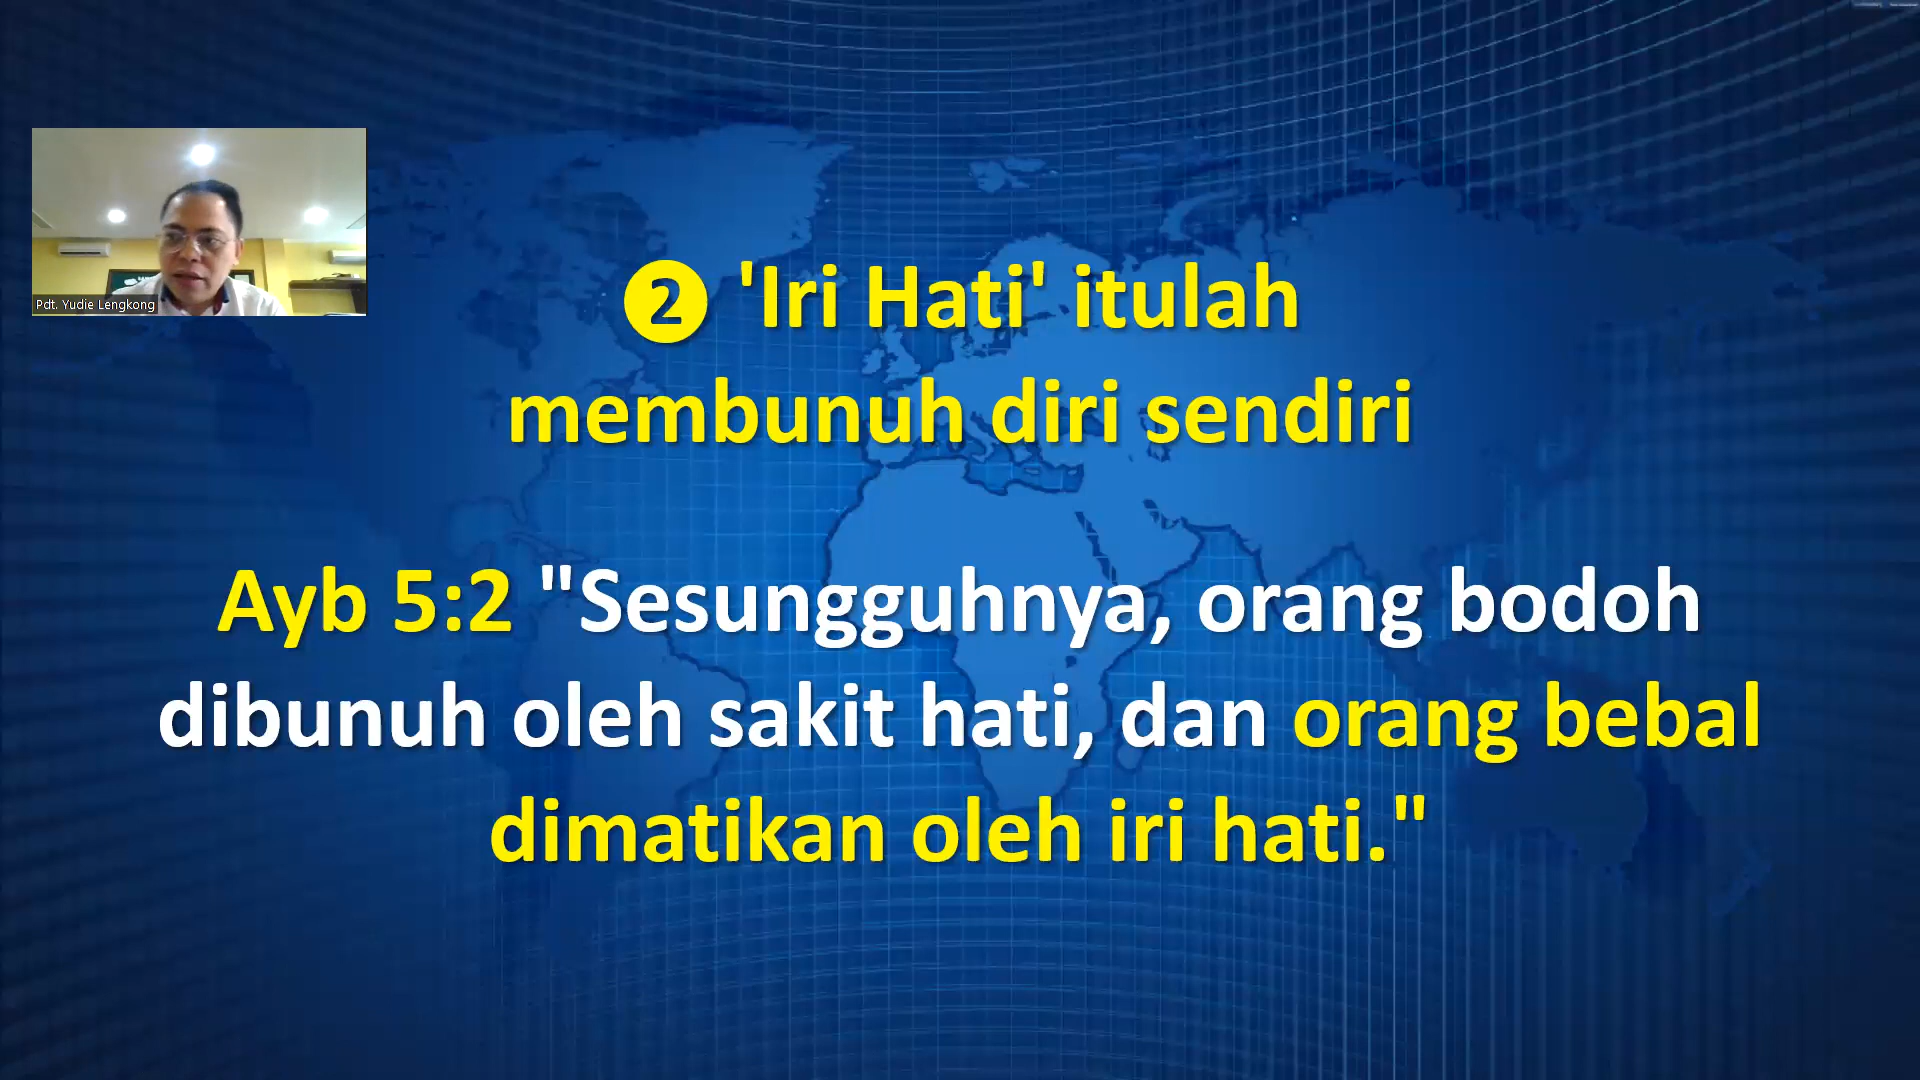 Pdt. Yudie Lengkong
❷ 'Iri Hati' itulah
membunuh diri sendiri
Ayb 5:2 "Sesungguhnya, orang bodoh
dibunuh oleh sakit hati, dan orang bebal
dimatikan oleh iri hati."